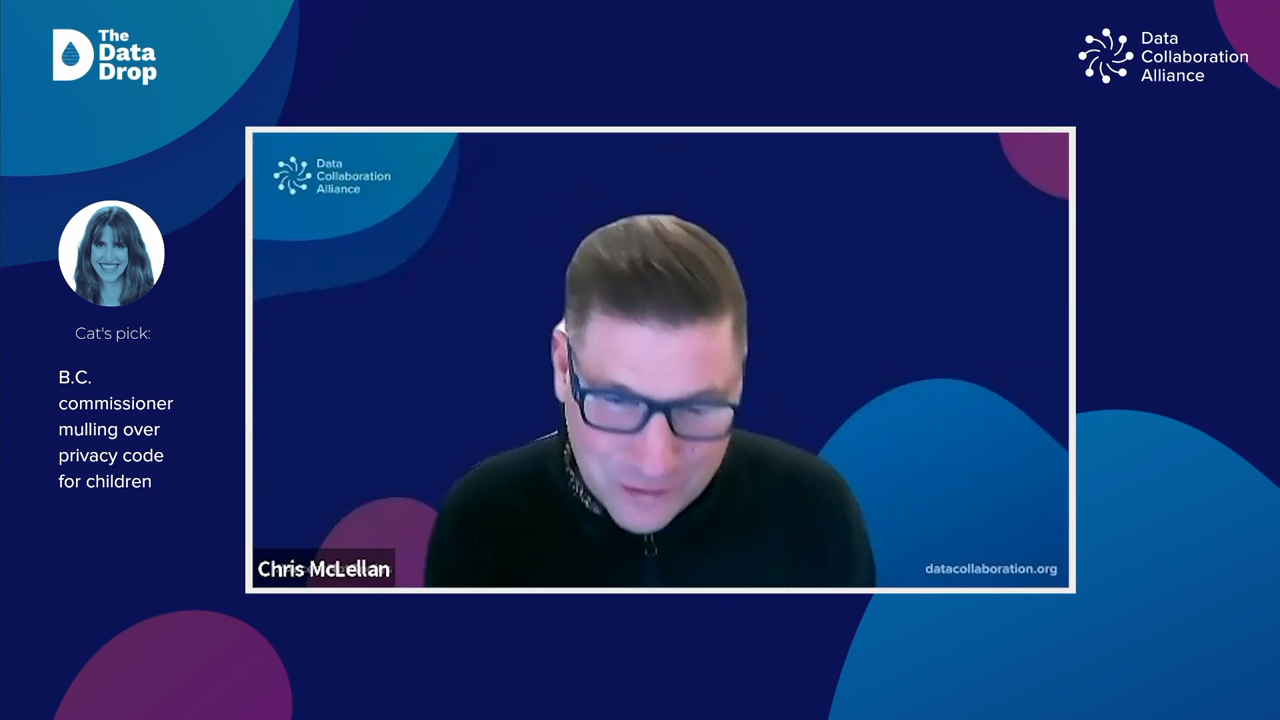 The
Data
Drop
Data
Collaboration
Alliance
Data
Collaboration
Alliance
Cat's pick:
B.C.
commissioner
mulling over
privacy code
for children
Chris McLellan
datacollaboration.org